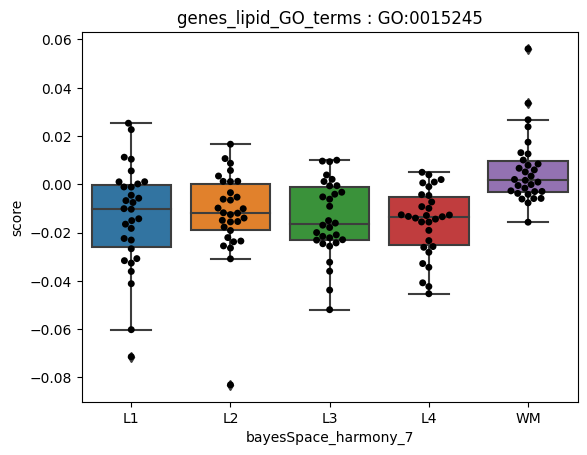 genes_lipid_GO_terms : GO:0015245
0.06
0.04
0.02
0.00
−0.02
−0.04
−0.06
−0.08
score
L1 L2 L3 L4 WM
bayesSpace_harmony_7